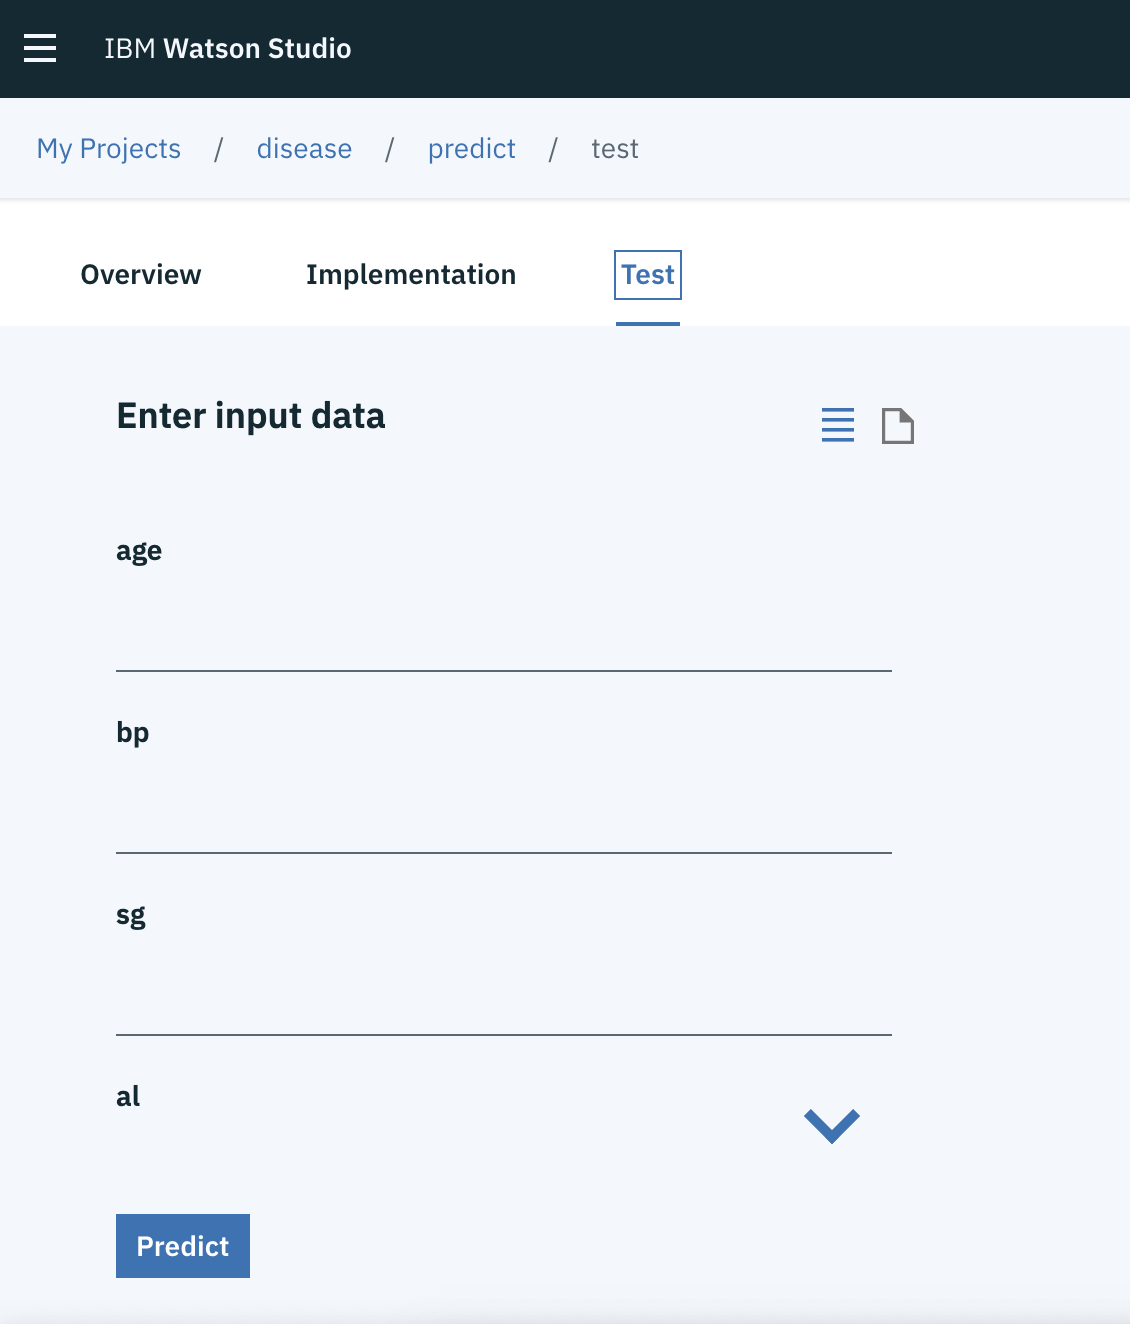 IBM Watson Studio
My Projects / disease / predict / test
Overview Implementation Test
Enter input data
age
bp
sg
al
Predict